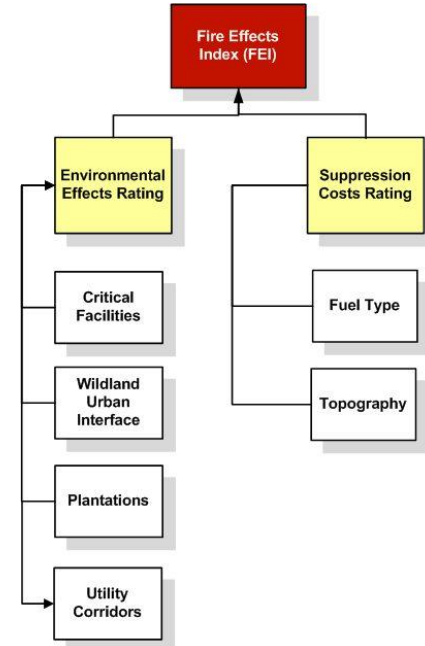 Fire Effects
Index (FEI)
Environmental
Effects Rating
Suppression
Costs Rating
Critical
Facilities
Fuel Type
Wildland
Urban
Interface
Topography
Plantations
Utility
Corridors